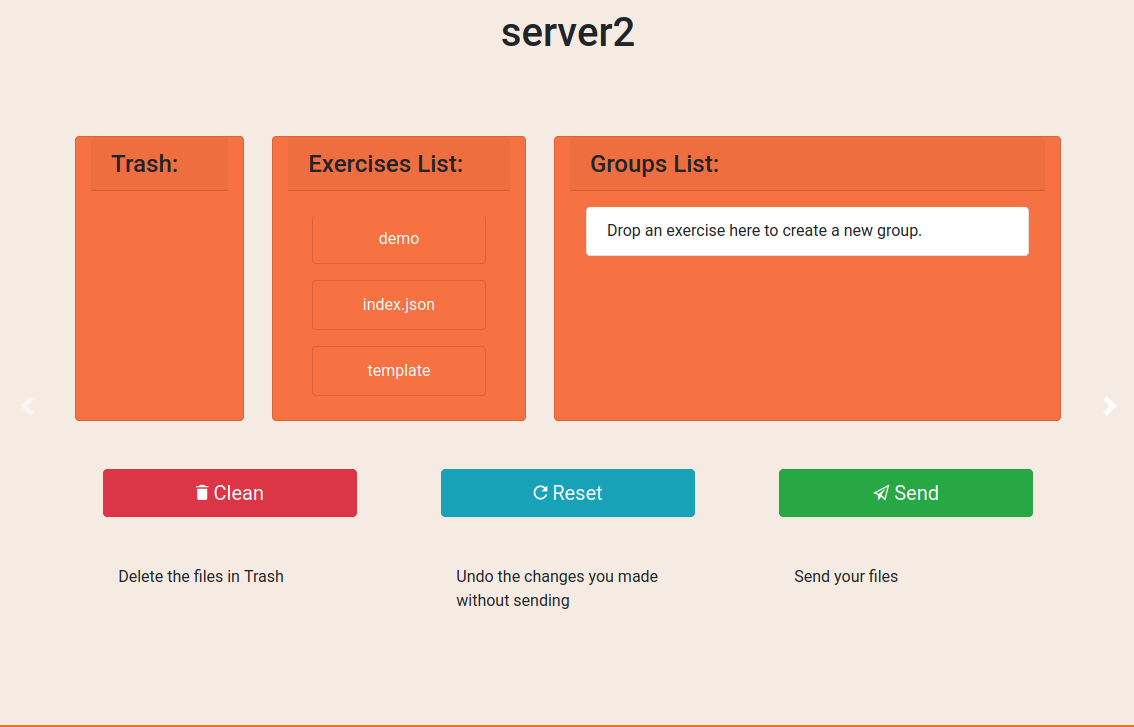 server2
Trash:
Exercises List:
demo
index.json
template
Groups List:
Drop an exercise here to create a new group.
Clean
Reset
Send
Delete the files in Trash
Undo the changes you made
without sending
Send your files